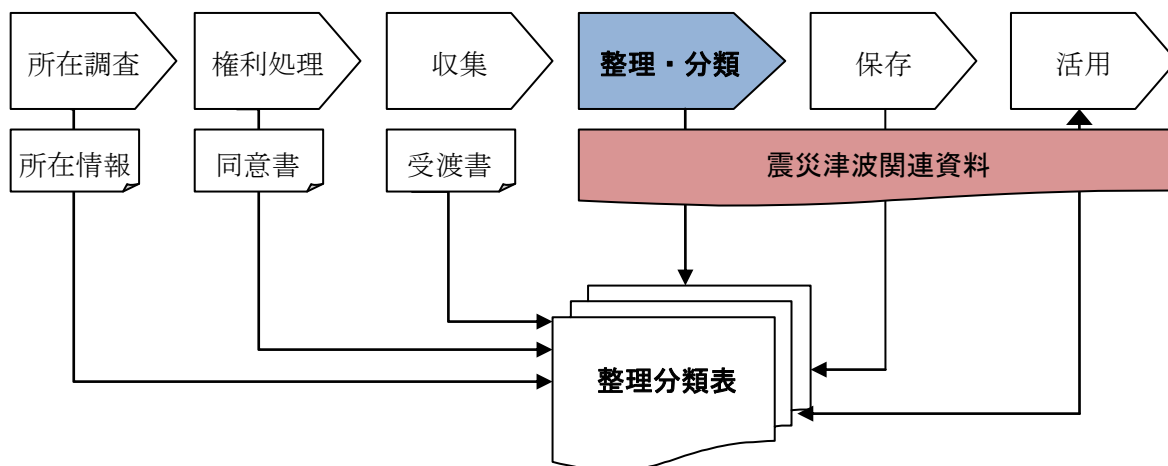 所在調査
権利処理
収集
整理・分類
保存
活用
所在情報
同意書
受渡書
震災津波関連資料
整理分類表